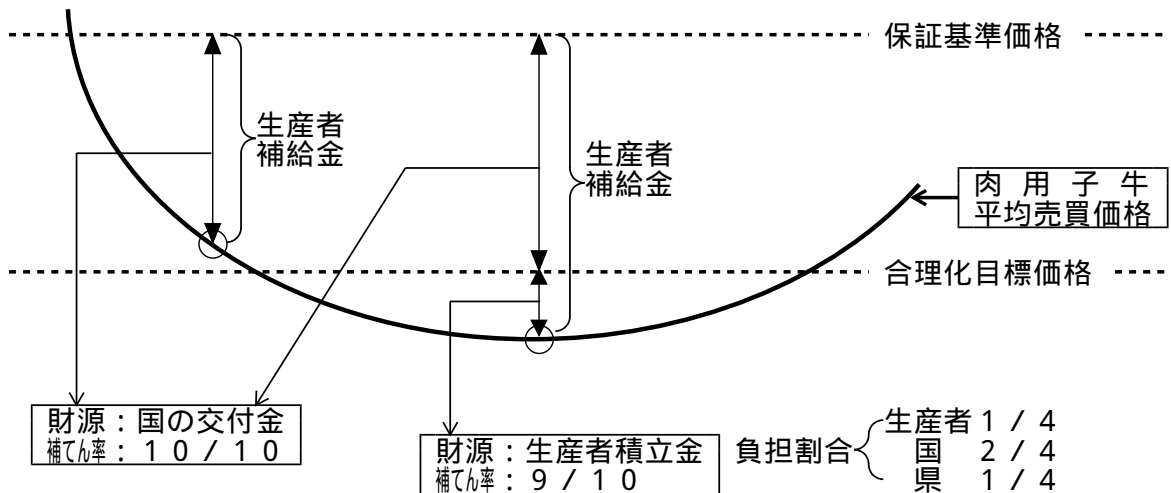 保証基準価格
生産者
補給金
生産者
補給金
肉用子牛
平均売買価格
合理化目標価格
財源：国の交付金
補てん率：１０／１０
財源：生産者積立金
補てん率：９／１０
負担割合
生産者 １／４
国 ２／４
県 １／４